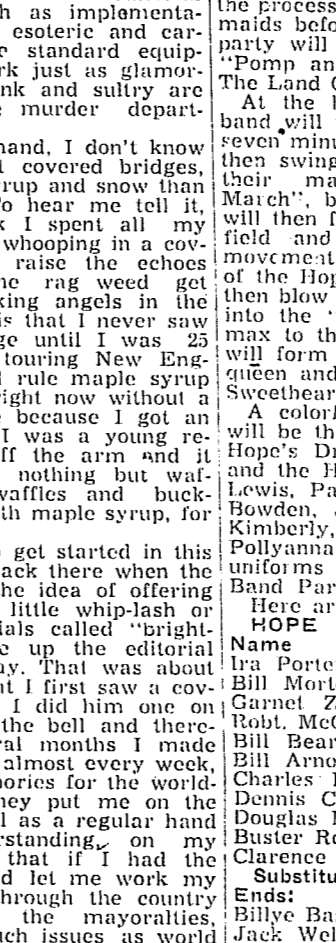 h as implementa-
esoteric and car-
standard equip-
rk just as glamor-
nk and sultry are
murder depart-
hand, I don't know
t covered bridges,
rup and snow than
o hear me tell it,
k I spent all my
whooping in a cov-
raise the echoes
he rag weed get
king angels in the
is that I never saw
ge until I was 25
touring New Eng-
l rule maple syrup
right now without a
because I got an
I was a young re-
ff the arm and it
nothing but waf-
waffles and buck-
th maple syrup, for
get started in this
ack there when the
he idea of offering
little whip-lash or
ials called "bright-
e up the editorial
ay. That was about
t I first saw a cov-
I did him one on
the bell and there-
ral months I made
almost every week,
ories for the world-
hey put me on the
l as a regular hand
rstanding, on my
that if I had the
d let me work my
hrough the country
the mayoralties,
uch issues as world
the process
maids befo
party will
"Pomp an
The Land O
At the h
band will
seven minu
then swing
their ma
March", b
will then f
field and
movement
of the Hop
then blow
into the '
max to th
will form
queen and
Sweethear
A colorf
will be th
Hope's Dr
and the H
Lewis, Pa
Bowden,
Kimberly,
Pollyanna
uniforms
Band Par
Here ar
HOPE
Name
Ira Porte
Bill Mort
Garnet Z
Robt. McC
Bill Bear
Bill Arno
Charles
Dennis C
Douglas
Buster Ro
Clarence
Substitu
Ends:
Billye Ba
Jack We